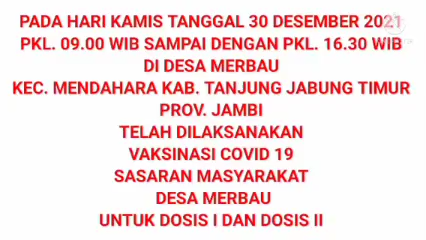 PADA HARI KAMIS TANGGAL 30 DESEMBER 2021
PKL. 09.00 WIB SAMPAI DENGAN PKL. 16.30 WIB
DI DESA MERBAU
KEC. MENDAHARA KAB. TANJUNG JABUNG TIMUR
PROV. JAMBI
TELAH DILAKSANAKAN
VAKSINASI COVID 19
SASARAN MASYARAKAT
DESA MERBAU
UNTUK DOSIS I DAN DOSIS II